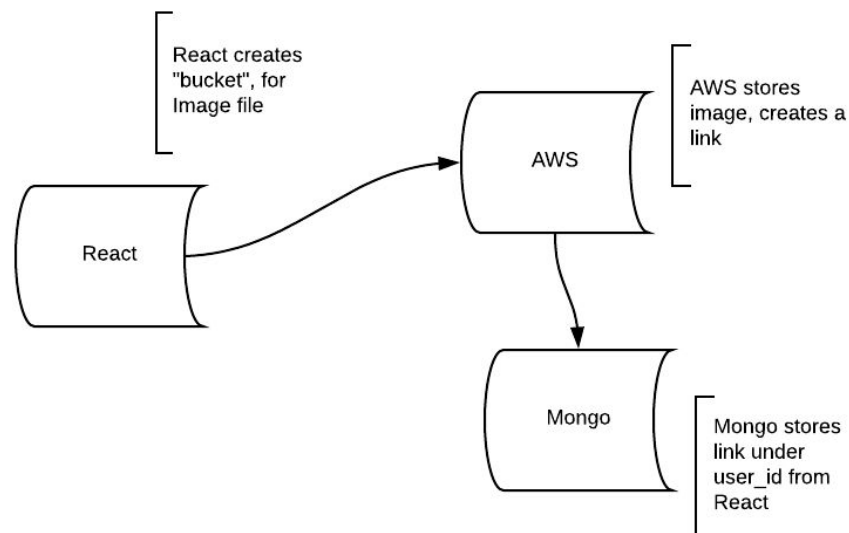 React creates
"bucket", for
Image file
React
AWS
AWS stores
image, creates a
link
Mongo
Mongo stores
link under
user_id from
React